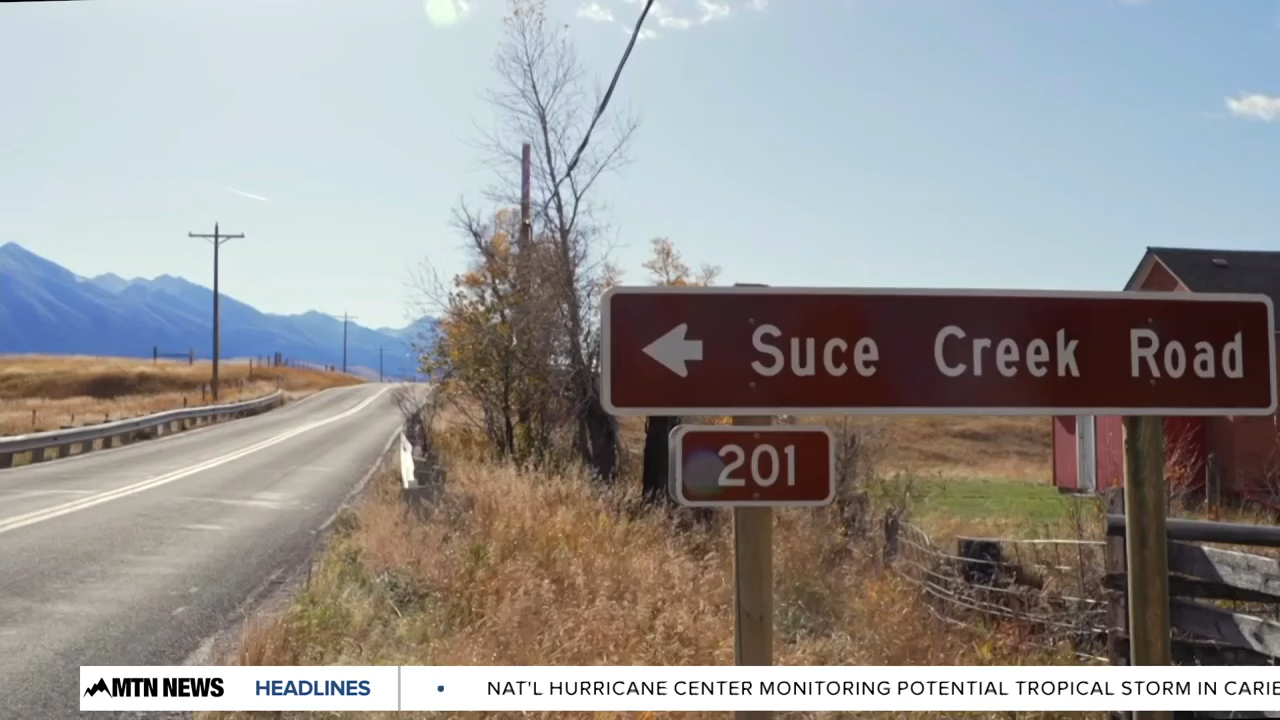 Suce Creek Road
201
MTN NEWS HEADLINES • NAT'L HURRICANE CENTER MONITORING POTENTIAL TROPICAL STORM IN